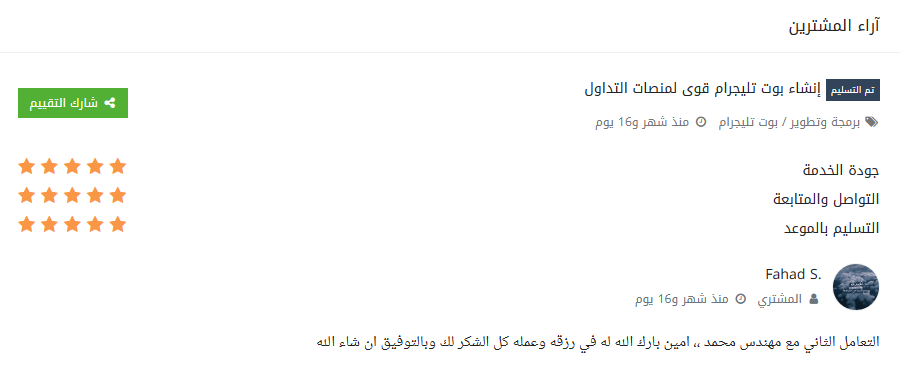 آراء المشترين
تم التسليم إنشاء بوت تليجرام قوى لمنصات التداول
شارك التقييم
برمجة وتطوير / بوت تليجرام منذ شهر و16 يوم
جودة الخدمة
التواصل والمتابعة
التسليم بالموعد
Fahad S.
المشتري منذ شهر و16 يوم
التعامل الثاني مع مهندس محمد ،، امين بارك الله له في رزقه وعمله كل الشكر لك وبالتوفيق ان شاء الله